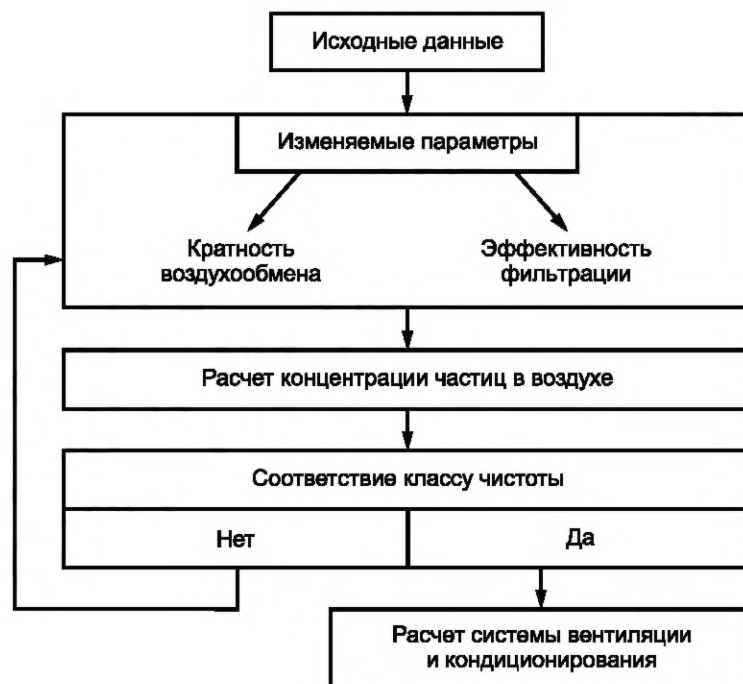 Исходные данные
Изменяемые параметры
Кратность
воздухообмена
Эффективность
фильтрации
Расчет концентрации частиц в воздухе
Соответствие классу чистоты
Нет
Да
Расчет системы вентиляции
и кондиционирования